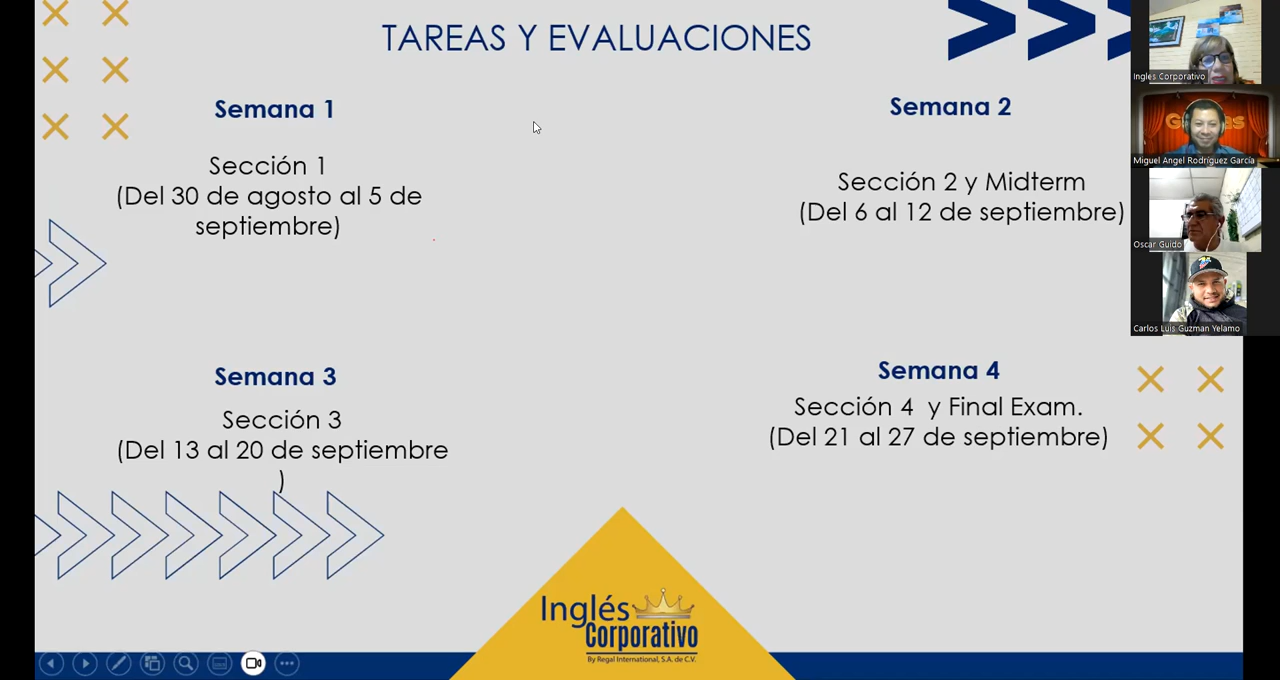 TAREAS Y EVALUACIONES
Semana 1
Sección 1
(Del 30 de agosto al 5 de
septiembre)
Semana 2
Sección 2 y Midterm
(Del 6 al 12 de septiembre)
Semana 3
Sección 3
(Del 13 al 20 de septiembre
)
Semana 4
Sección 4 y Final Exam.
(Del 21 al 27 de septiembre)
Inglés
Corporativo
By Regal International, S.A. de C.V.
Ingles Corporativo
Miguel Angel Rodríguez García
Oscar Guido
Carlos Luis Guzman Yelamo